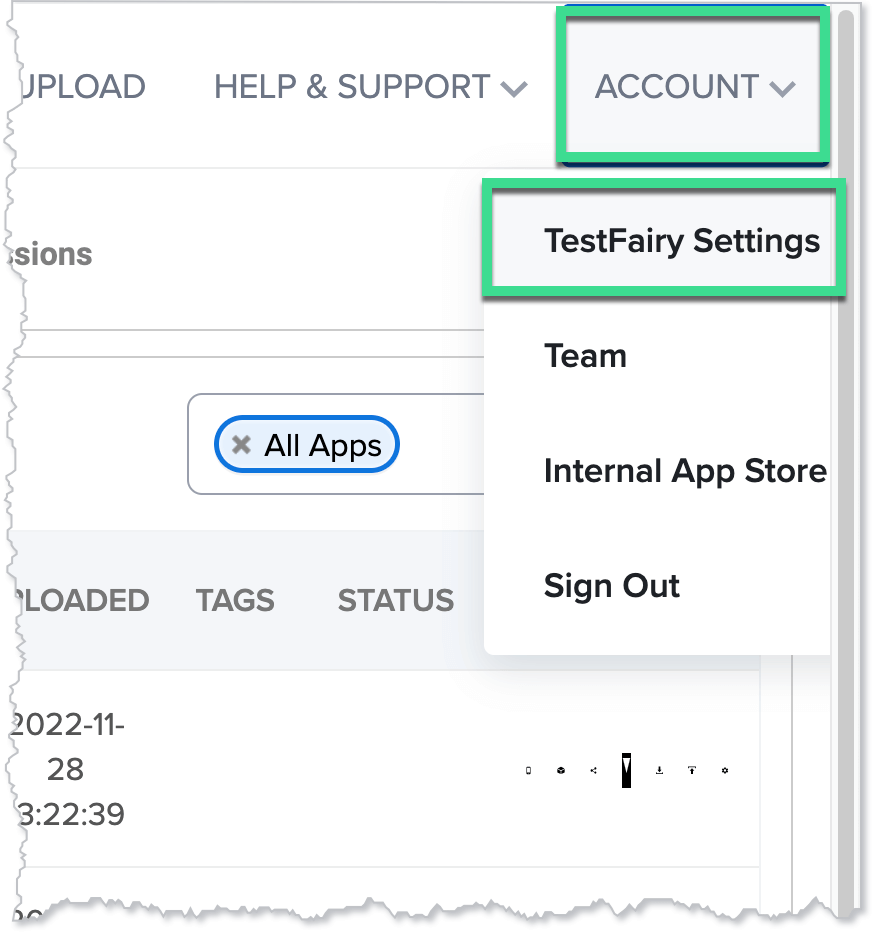 UPLOAD HELP & SUPPORT ACCOUNT
TestFairy Settings
ssions
Team
All Apps
Internal App Store
Sign Out
PLOADED TAGS STATUS
2022-11-
28
3:22:39